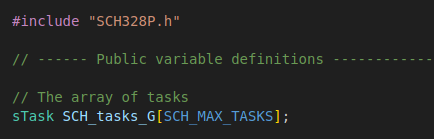 #include "SCH328P.h"
// ------ Public variable definitions -------------
// The array of tasks
sTask SCH_tasks_G[SCH_MAX_TASKS];